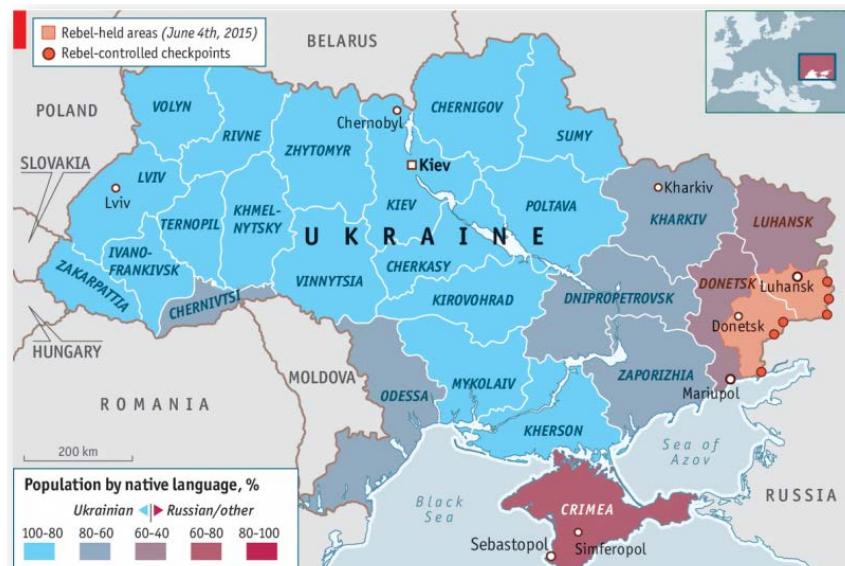 Rebel-held areas (June 4th, 2015)
Rebel-controlled checkpoints
BELARUS
POLAND
SLOVAKIA
HUNGARY
ROMANIA
MOLDOVA
RUSSIA
VOLYN
RIVNE
ZHYTOMYR
Chernobyl
CHERNIGOV
SUMY
Kiev
KIEV
LVIV
Lviv
TERNOPIL
KHMEL-
NYTSKY
IVANO-
FRANKIVSK
ZAKARPATTIA
CHERNIVTSI
UKRAINE
VINNYTSIA
CHERKASY
POLTAVA
Kharkiv
KHARKIV
LUHANSK
KIROVOHRAD
DNIPROPETROVSK
DONETSK
Luhansk
Donetsk
ODESSA
MYKOLAIV
ZAPORIZHIA
Mariupol
KHERSON
Sea of
Azov
Black
Sea
CRIMEA
Sebastopol
Simferopol
200 km
Population by native language, %
Ukrainian Russian/other
100-80 80-60 60-40 60-80 80-100